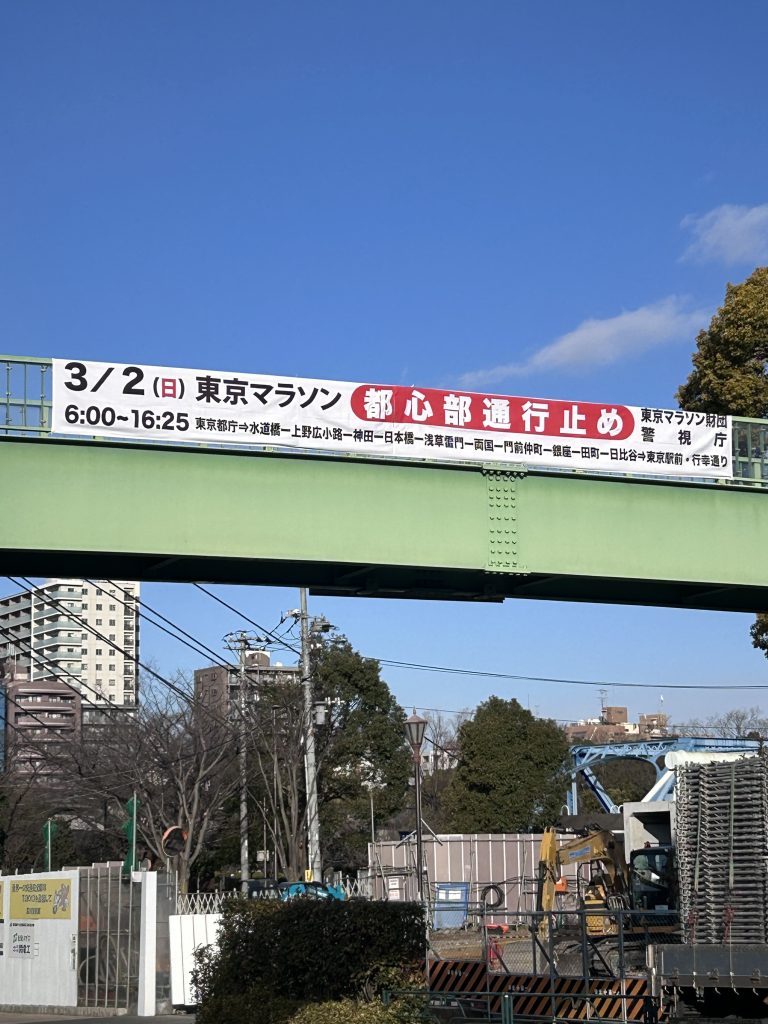 3/2(日) 東京マラソン 都心部通行止め 東京マラソン財団
警視庁
6:00~16:25 東京都庁⇒水道橋ー上野広小路ー神田ー日本橋ー浅草雷門ー両国ー門前仲町ー銀座ー田町ー日比谷⇒東京駅前・行幸通り